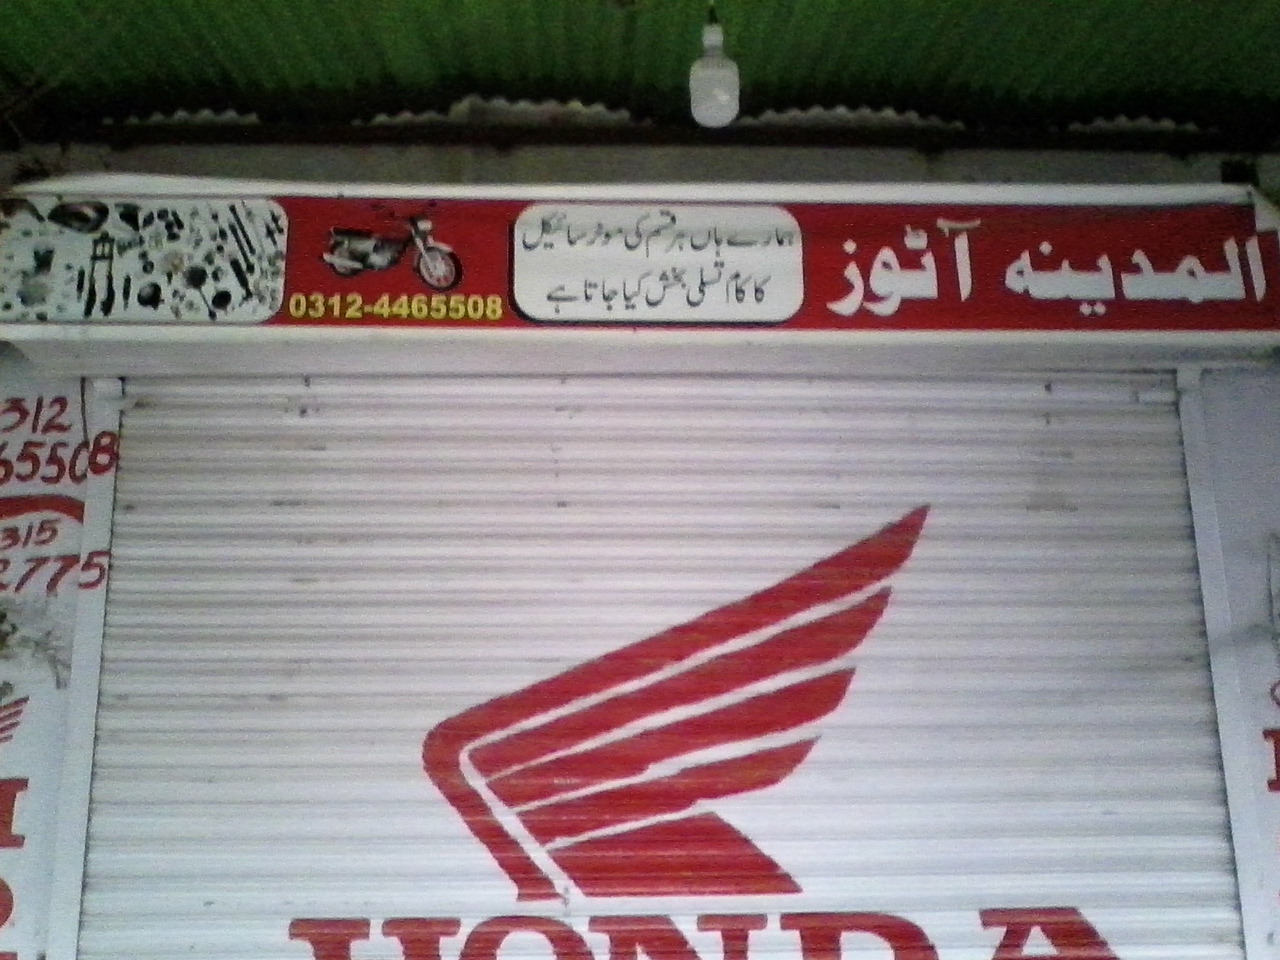 المدینہ آٹوز
ہمارے ہاں ہر قسم کی موٹر سائیکل
کا کام تسلی بخش کیا جاتا ہے
0312-4465508
312
65508
315
2775
HONDA